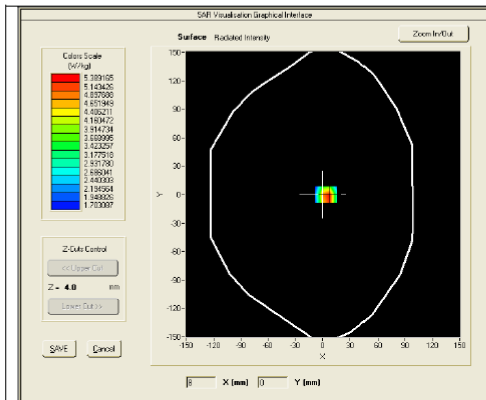 SAR Visualisation Graphical Interface
Surface Radiated Intensity
Zoom In/Out
Colors Scale
(W/kg)
5.389165
5.143426
4.897688
4.651949
4.406211
4.160472
3.914734
3.668995
3.423257
3.177518
2.931780
2.686041
2.440303
2.194564
1.948826
1.703087
150-
120-
90-
60-
30-
Y
0-
-30-
-60-
-90-
-120-
-150-
-150 -120 -90 -60 -30 0 30 60 90 120 150
X
Z-Cuts Control
<< Upper Cut
Z = 4.0 mm
Lower Cut >>
SAVE Cancel
8 X (mm) 0 Y (mm)